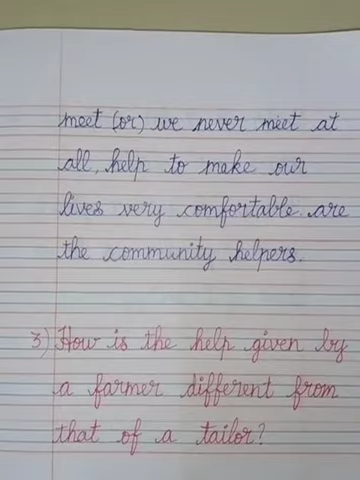 meet (or) we never meet at
all, help to make our
lives very comfortable are
the community helpers.
3) How is the help given by
a farmer different from
that of a tailor?